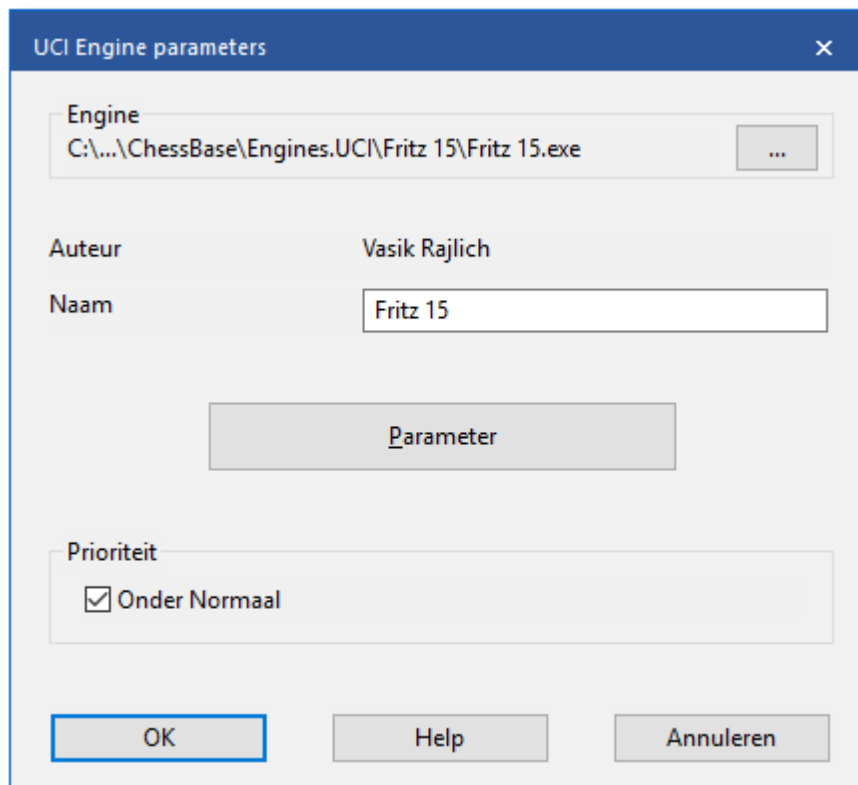 UCI Engine parameters
Engine
C:\...\ChessBase\Engines.UCI\Fritz 15\Fritz 15.exe ...
Auteur Vasik Rajlich
Naam Fritz 15
Parameter
Prioriteit
Onder Normaal
OK Help Annuleren